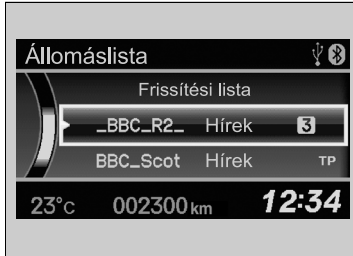 Állomáslista
Frissítési lista
_BBC_R2_ Hírek 3
BBC_Scot Hírek TP
23°C 002300 km 12:34